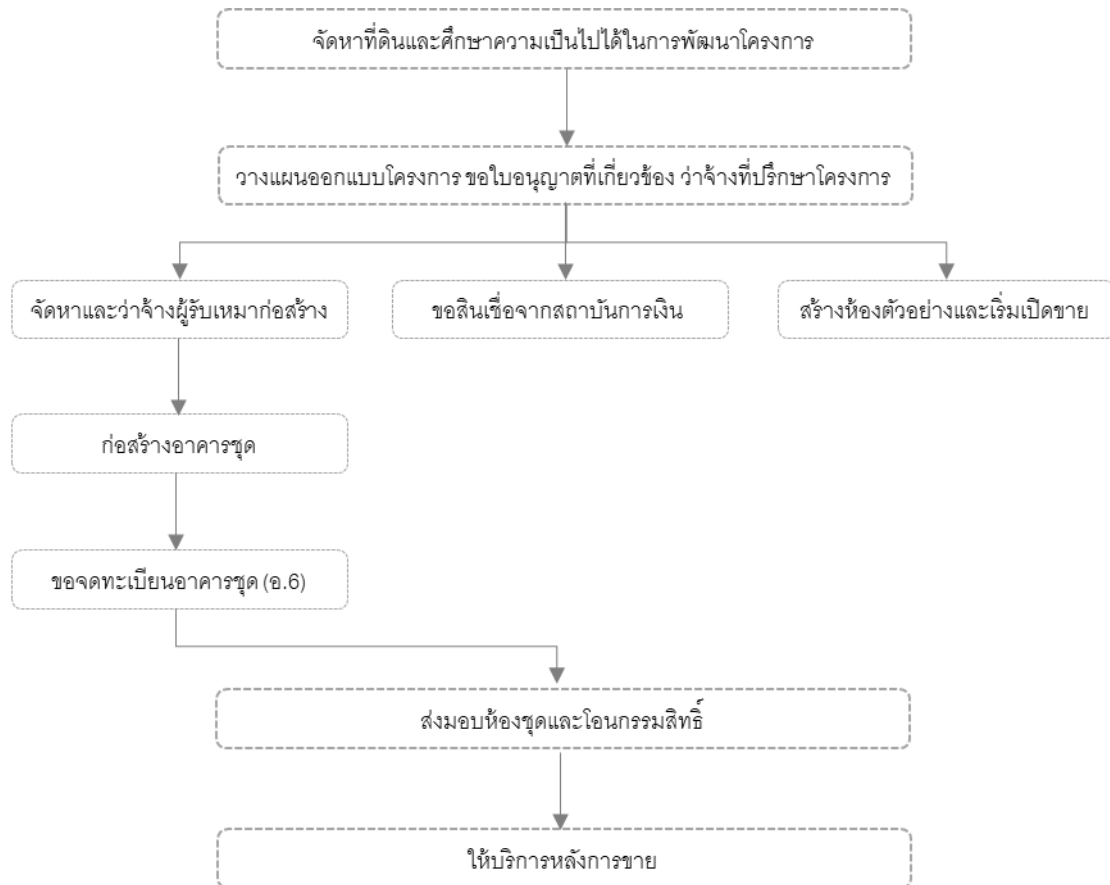 จัดหาที่ดินและศึกษาความเป็นไปได้ในการพัฒนาโครงการ
วางแผนออกแบบโครงการ ขอใบอนุญาตที่เกี่ยวข้อง ว่าจ้างที่ปรึกษาโครงการ
จัดหาและว่าจ้างผู้รับเหมาก่อสร้าง
ขอสินเชื่อจากสถาบันการเงิน
สร้างห้องตัวอย่างและเริ่มเปิดขาย
ก่อสร้างอาคารชุด
ขอจดทะเบียนอาคารชุด (อ.6)
ส่งมอบห้องชุดและโอนกรรมสิทธิ์
ให้บริการหลังการขาย